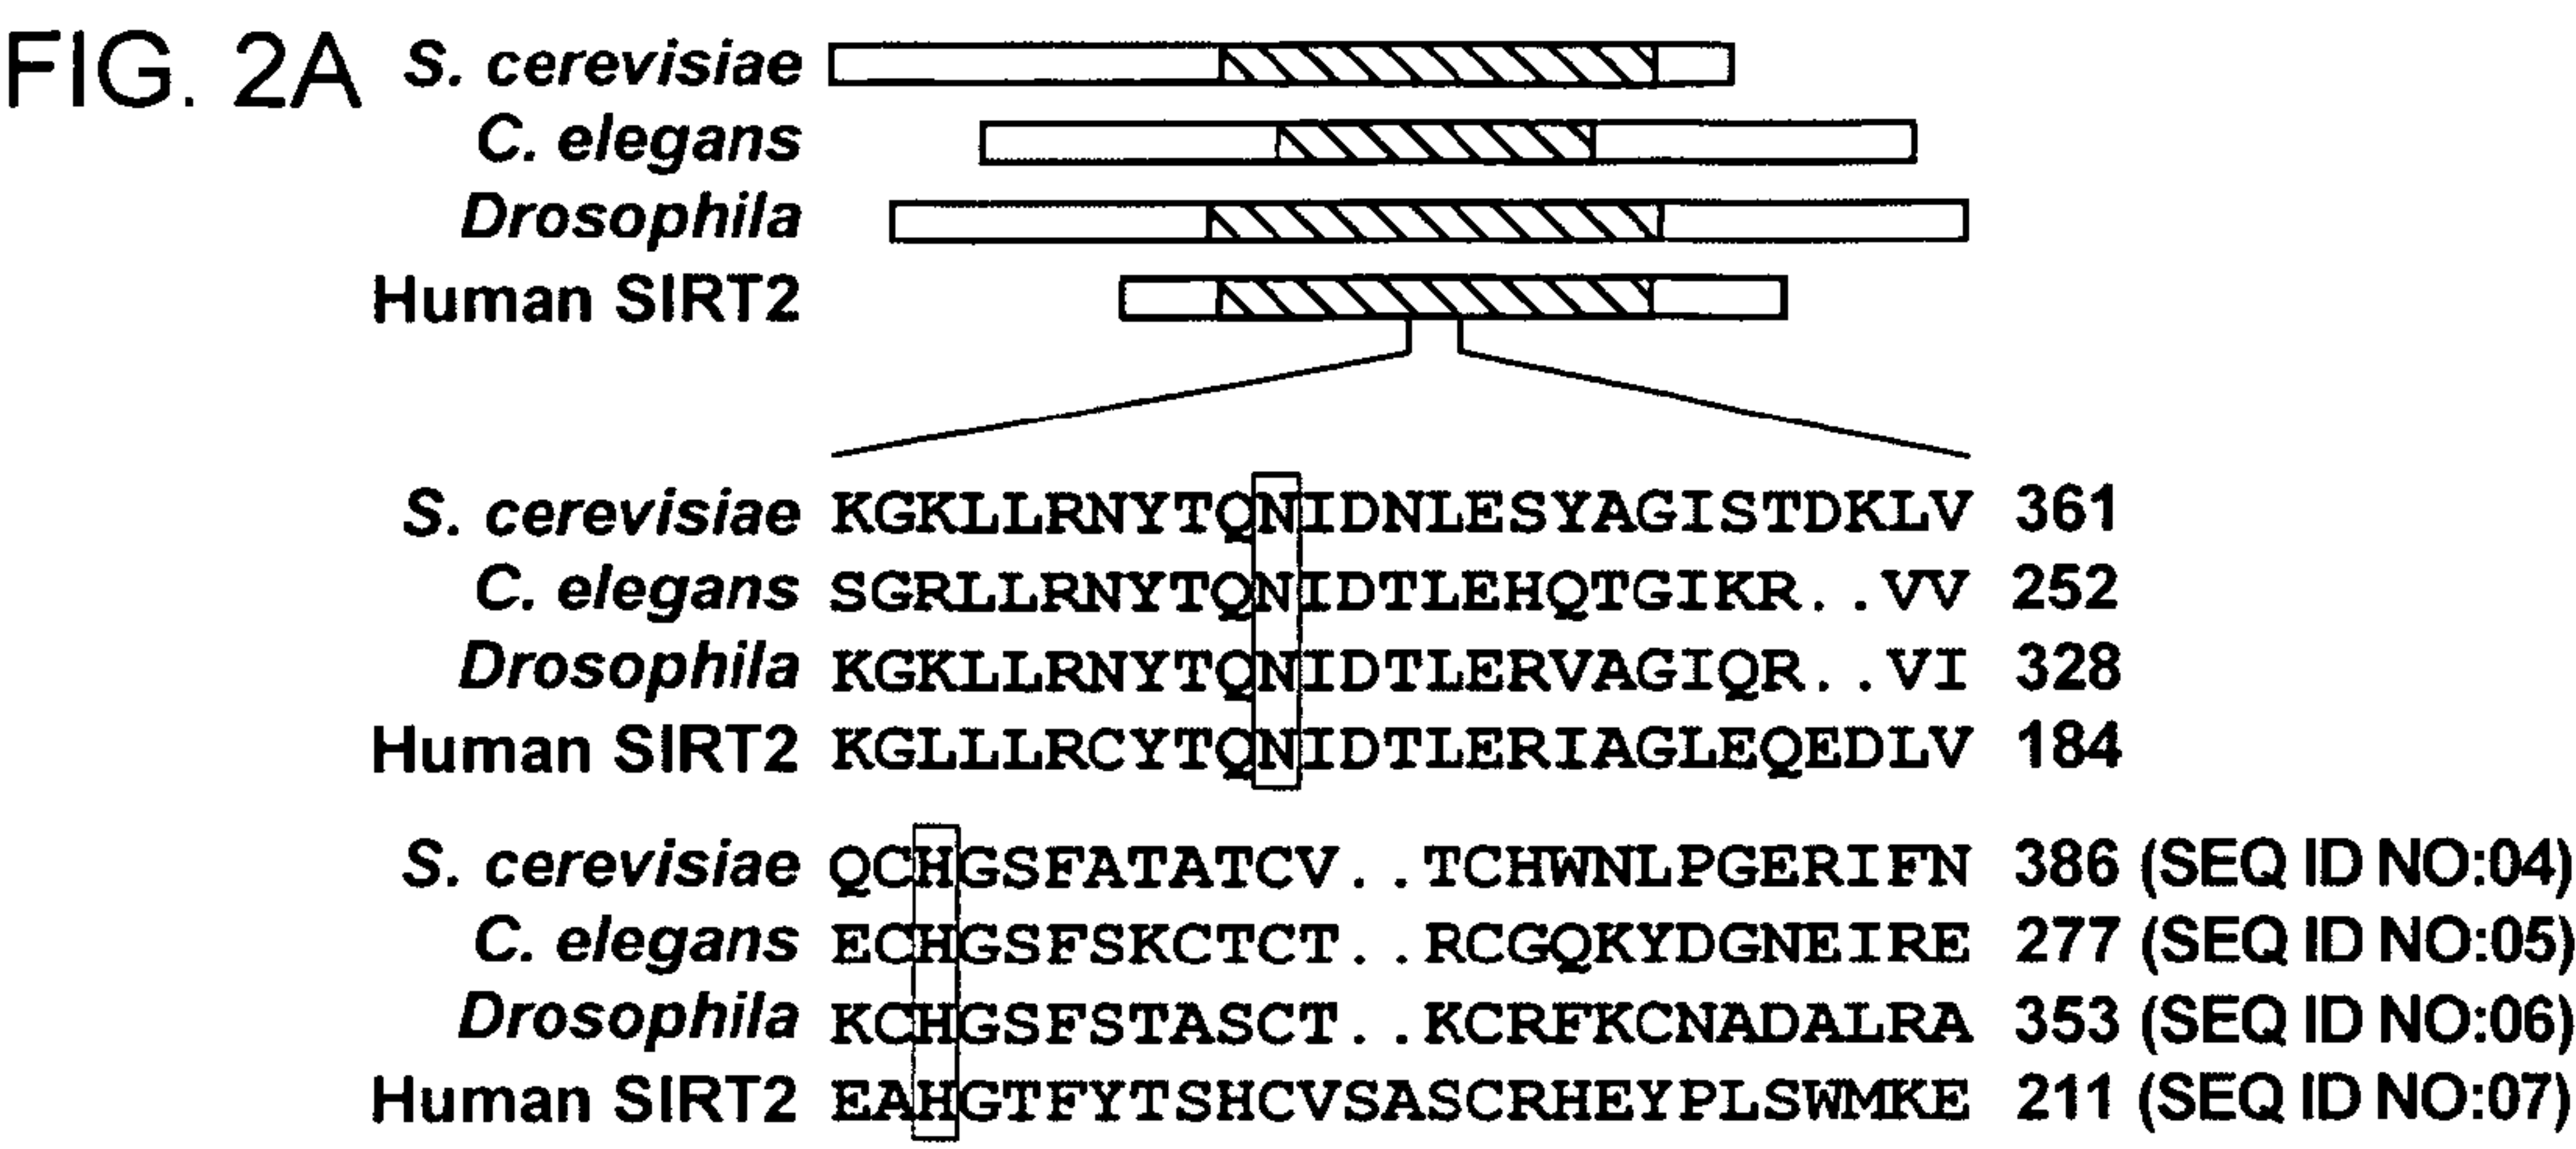 FIG. 2A S. cerevisiae
C. elegans
Drosophila
Human SIRT2
S. cerevisiae KGKLLRNYTQNIDNLESYAGISTDKLV 361
C. elegans SGRLLRNYTQNIDTLEHQTGIKR..VV 252
Drosophila KGKLLRNYTQNIDTLERVAGIQR..VI 328
Human SIRT2 KGLLLRCYTQNIDTLERIAGLEQEDLV 184
S. cerevisiae QCHGSFATATCV..TCHWNLPGERIFN 386 (SEQ ID NO:04)
C. elegans ECHGSFSKCTCT..RCGQKYDGNEIRE 277 (SEQ ID NO:05)
Drosophila KCHGSFSTASCT..KCRFKCNADALRA 353 (SEQ ID NO:06)
Human SIRT2 EAHGTFYTSHCVSASCRHEYPLSWMKE 211 (SEQ ID NO:07)